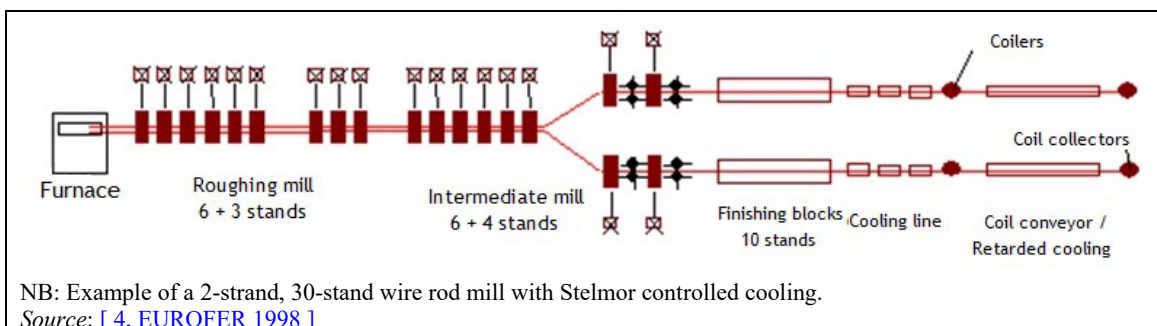 Coilers
Coil collectors
Furnace
Roughing mill
6 + 3 stands
Intermediate mill
6 + 4 stands
Finishing blocks
10 stands
Cooling line
Coil conveyor /
Retarded cooling
NB: Example of a 2-strand, 30-stand wire rod mill with Stelmor controlled cooling.
Source: [ 4, EUROFER 1998 ]